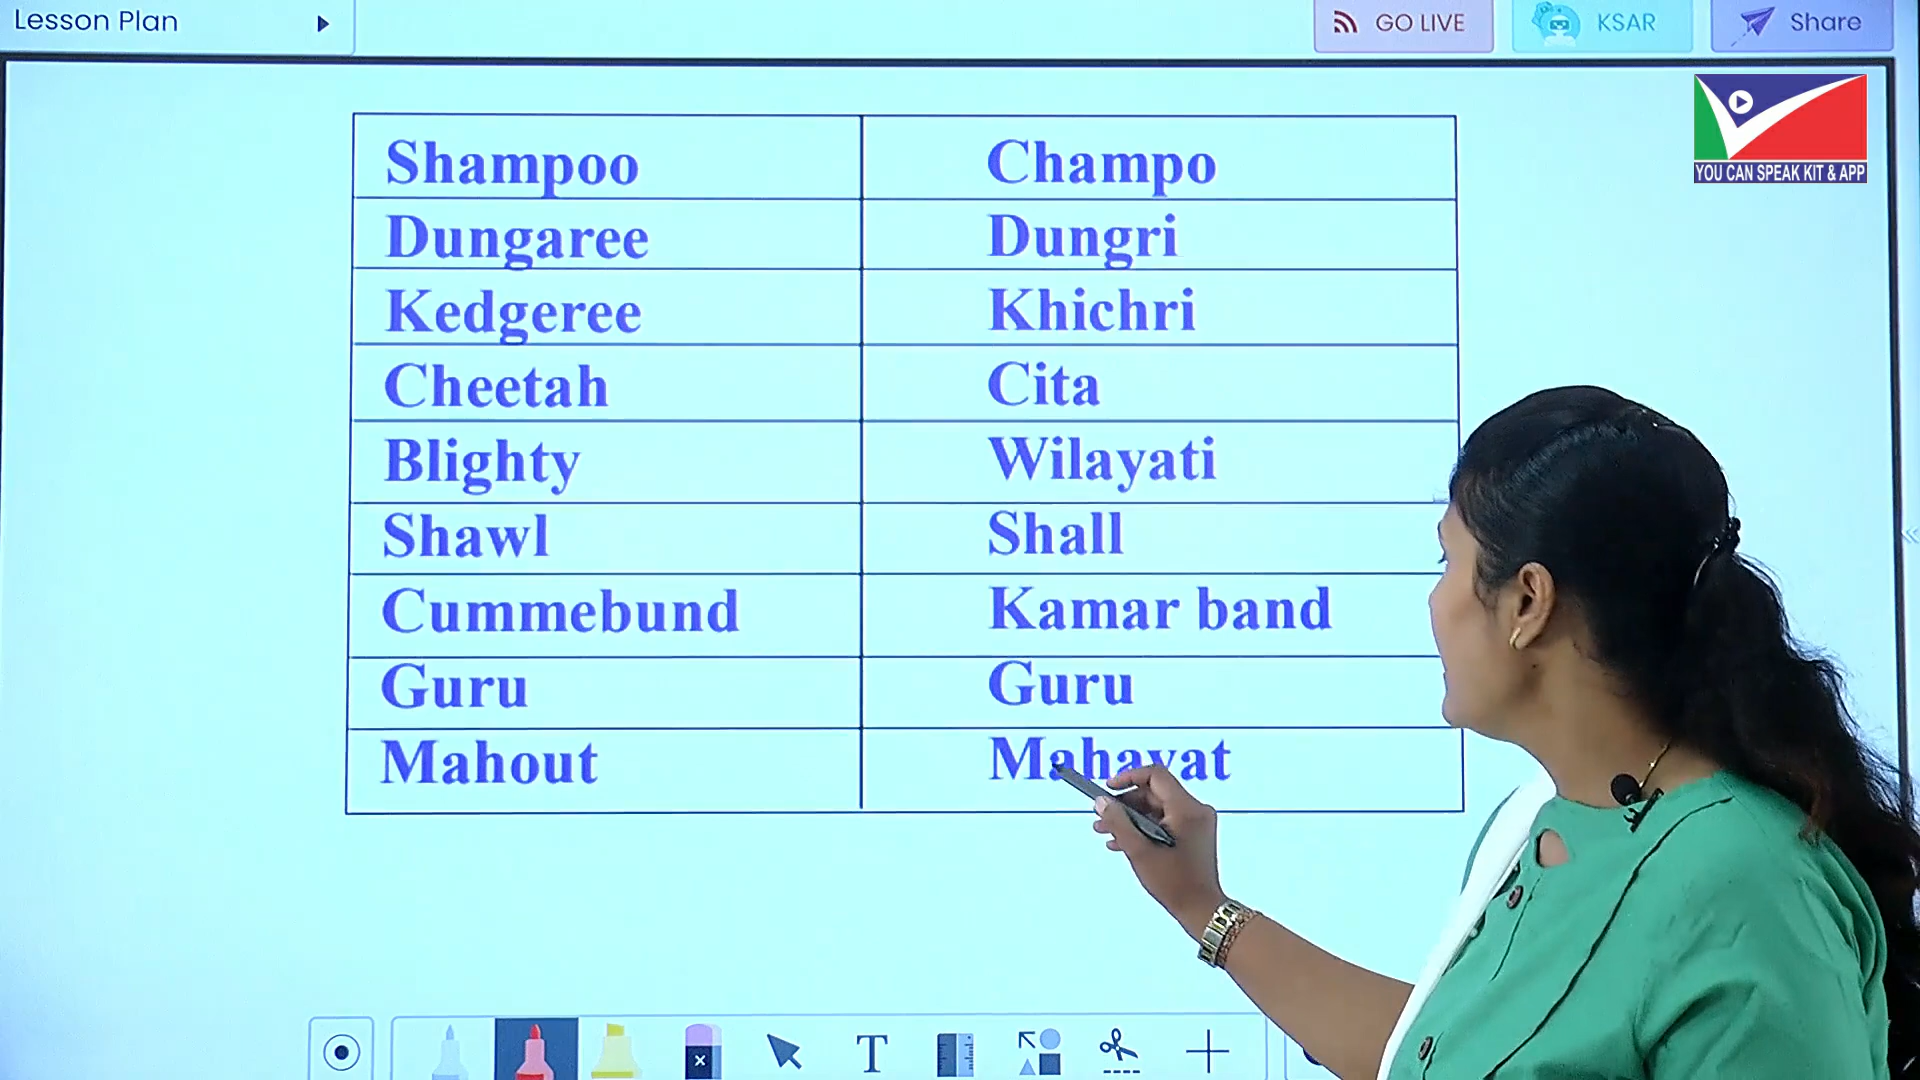 Lesson Plan
GO LIVE
KSAR
Share
YOU CAN SPEAK KIT & APP
Shampoo Champo
Dungaree Dungri
Kedgeree Khichri
Cheetah Cita
Blighty Wilayati
Shawl Shall
Cummebund Kamar band
Guru Guru
Mahout Mahavat
T